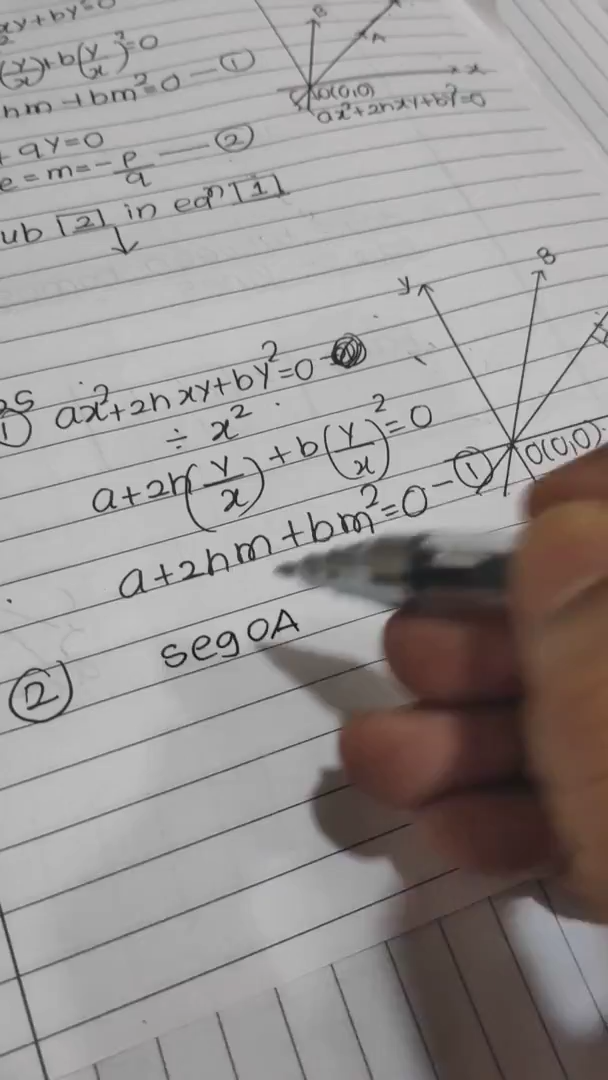 xy+by²=0
(y/x)+b(y/x)²=0
hm+bm²=0 — ①
+ qy=0
e = m = -p/q — ②
ub [2] in eqn [1]
↓
B
A
x
O(0,0)
ax²+2hxy+by²=0
① ax²+2hxy+by²=0
÷ x²
a+2h(y/x)+b(y/x)²=0
a+2hm+bm²=0 - ①
② seg OA
y
B
O(0,0)